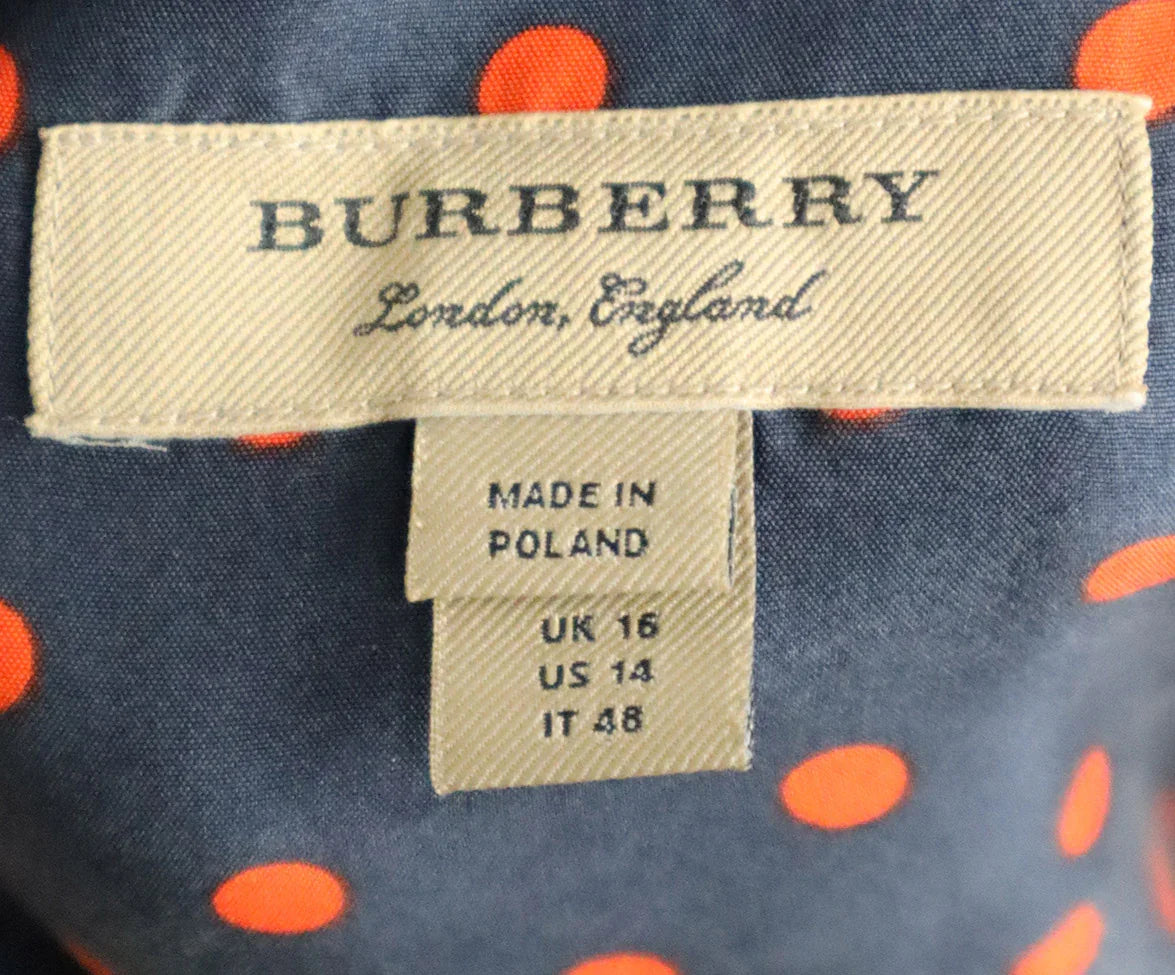 BURBERRY
London, England
MADE IN
POLAND
UK 16
US 14
IT 48